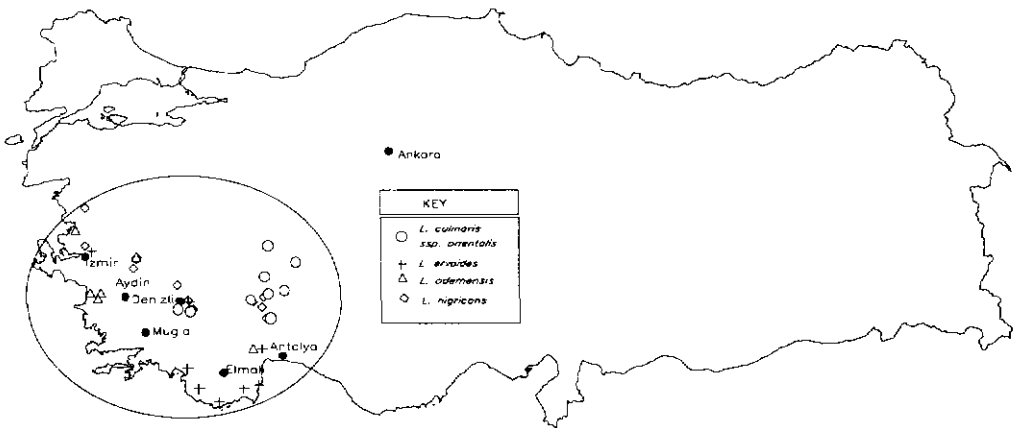 Ankara
KEY
L. culinaris
ssp. orientalis
L. ervoides
L. odemensis
L. nigricans
Izmir
Aydin
Denizli
Mugla
Antalya
Elmali